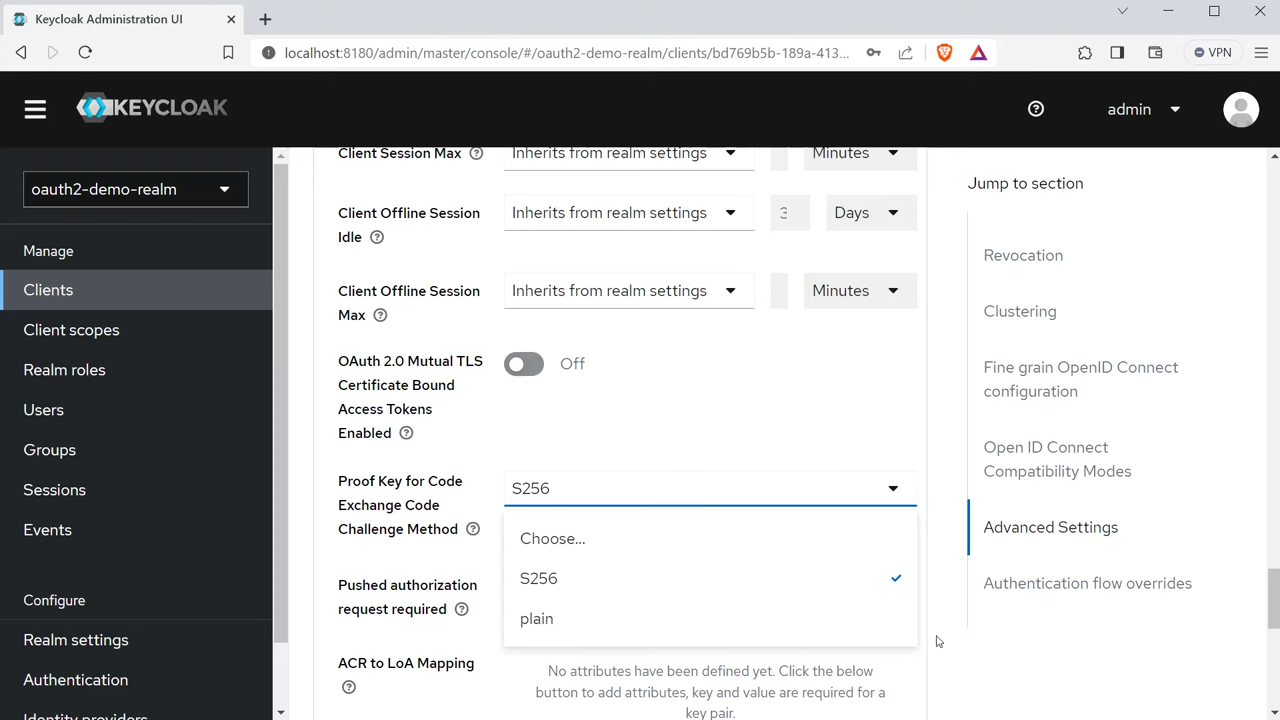 Keycloak Administration UI
localhost:8180/admin/master/console/#/oauth2-demo-realm/clients/bd769b5b-189a-413...
VPN
KEYCLOAK
admin
oauth2-demo-realm
Manage
Clients
Client scopes
Realm roles
Users
Groups
Sessions
Events
Configure
Realm settings
Authentication
Identity providers
Client Session Max
Inherits from realm settings
Minutes
Client Offline Session
Idle
Inherits from realm settings
3
Days
Client Offline Session
Max
Inherits from realm settings
Minutes
OAuth 2.0 Mutual TLS
Certificate Bound
Access Tokens
Enabled
Off
Proof Key for Code
Exchange Code
Challenge Method
S256
Choose...
S256
plain
Pushed authorization
request required
ACR to LoA Mapping
No attributes have been defined yet. Click the below
button to add attributes, key and value are required for a
key pair.
Jump to section
Revocation
Clustering
Fine grain OpenID Connect
configuration
Open ID Connect
Compatibility Modes
Advanced Settings
Authentication flow overrides